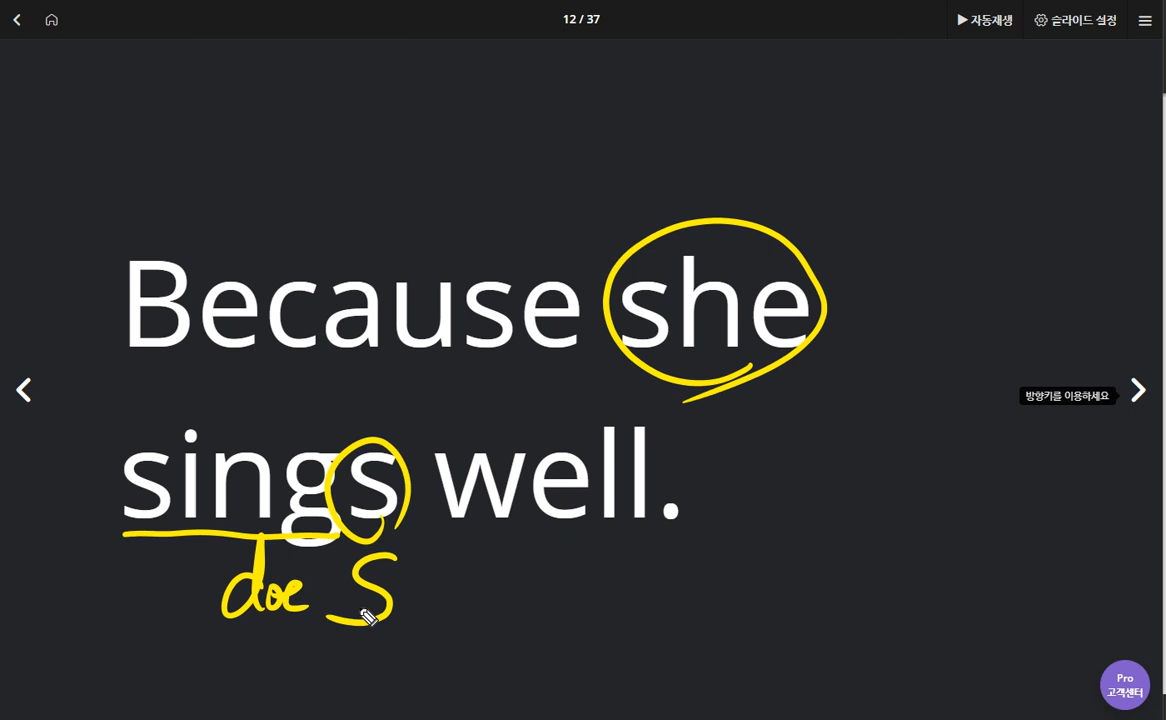 12 / 37
자동재생
슬라이드 설정
Because she
sings well.
방향키를 이용하세요
doe S
Pro
고객센터